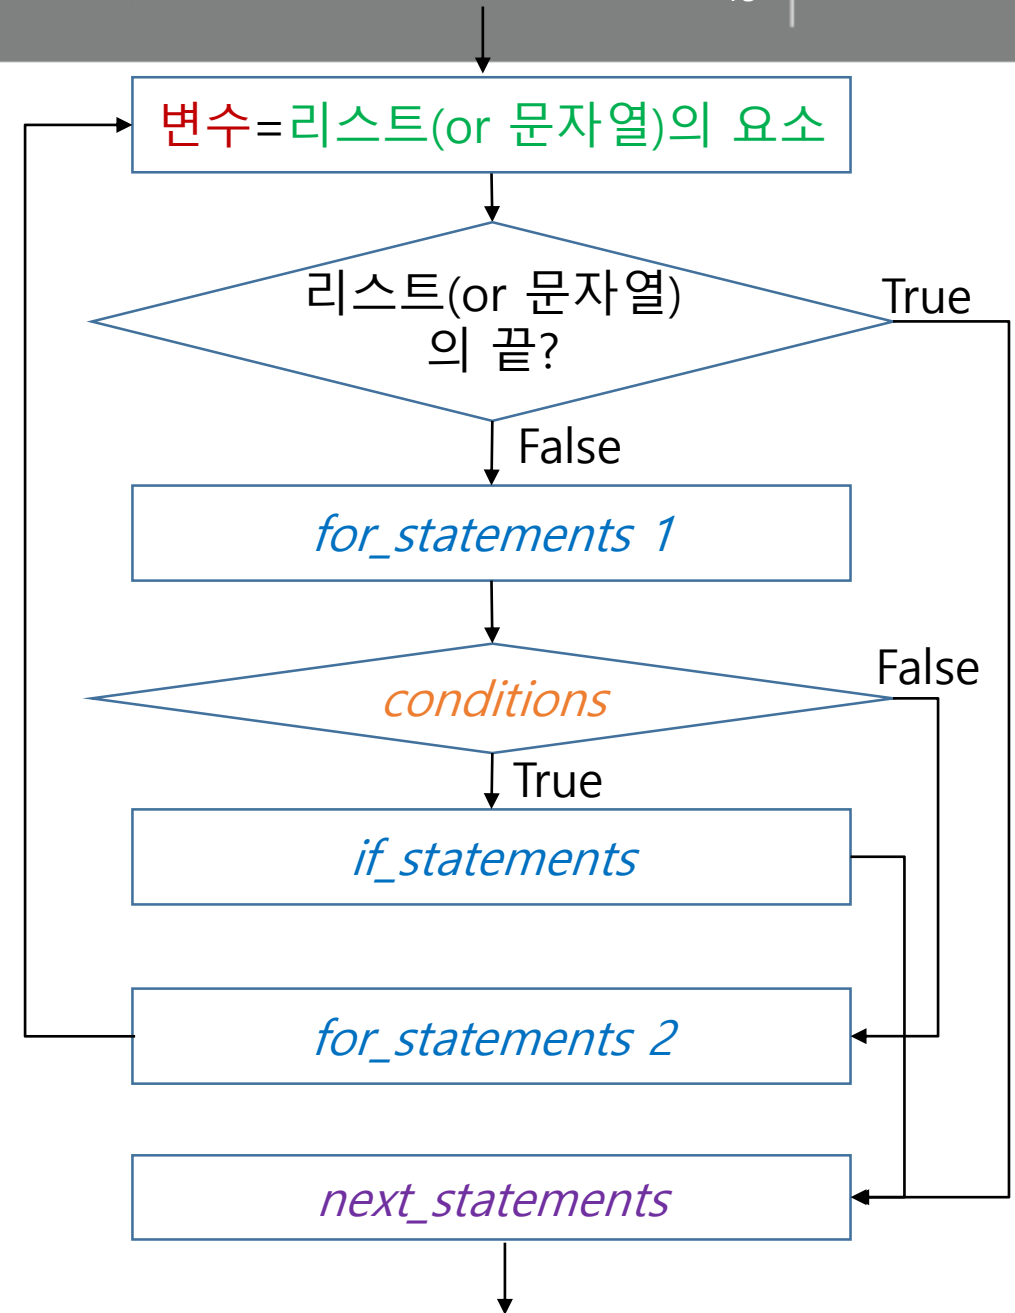 변수=리스트(or 문자열)의 요소
리스트(or 문자열)
의 끝?
True
False
for_statements 1
conditions
False
True
if_statements
for_statements 2
next_statements